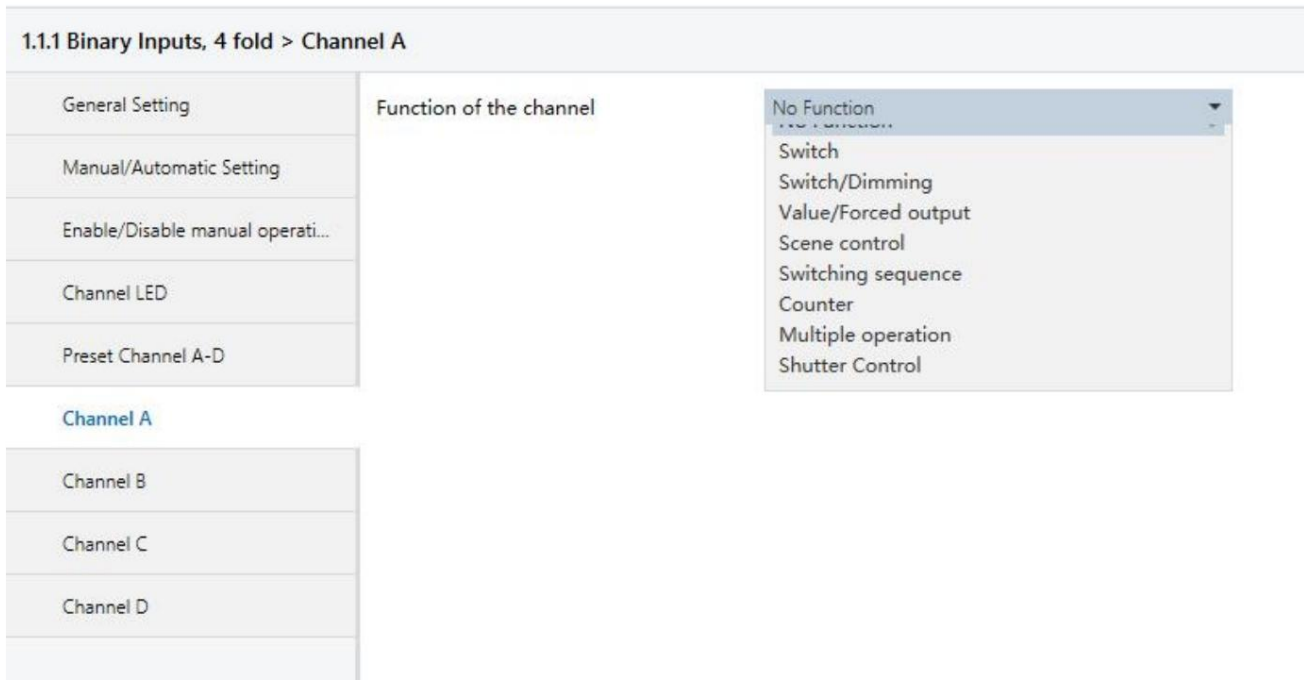 1.1.1 Binary Inputs, 4 fold > Channel A
General Setting
Manual/Automatic Setting
Enable/Disable manual operati...
Channel LED
Preset Channel A-D
Channel A
Channel B
Channel C
Channel D
Function of the channel
No Function
No Function
Switch
Switch/Dimming
Value/Forced output
Scene control
Switching sequence
Counter
Multiple operation
Shutter Control